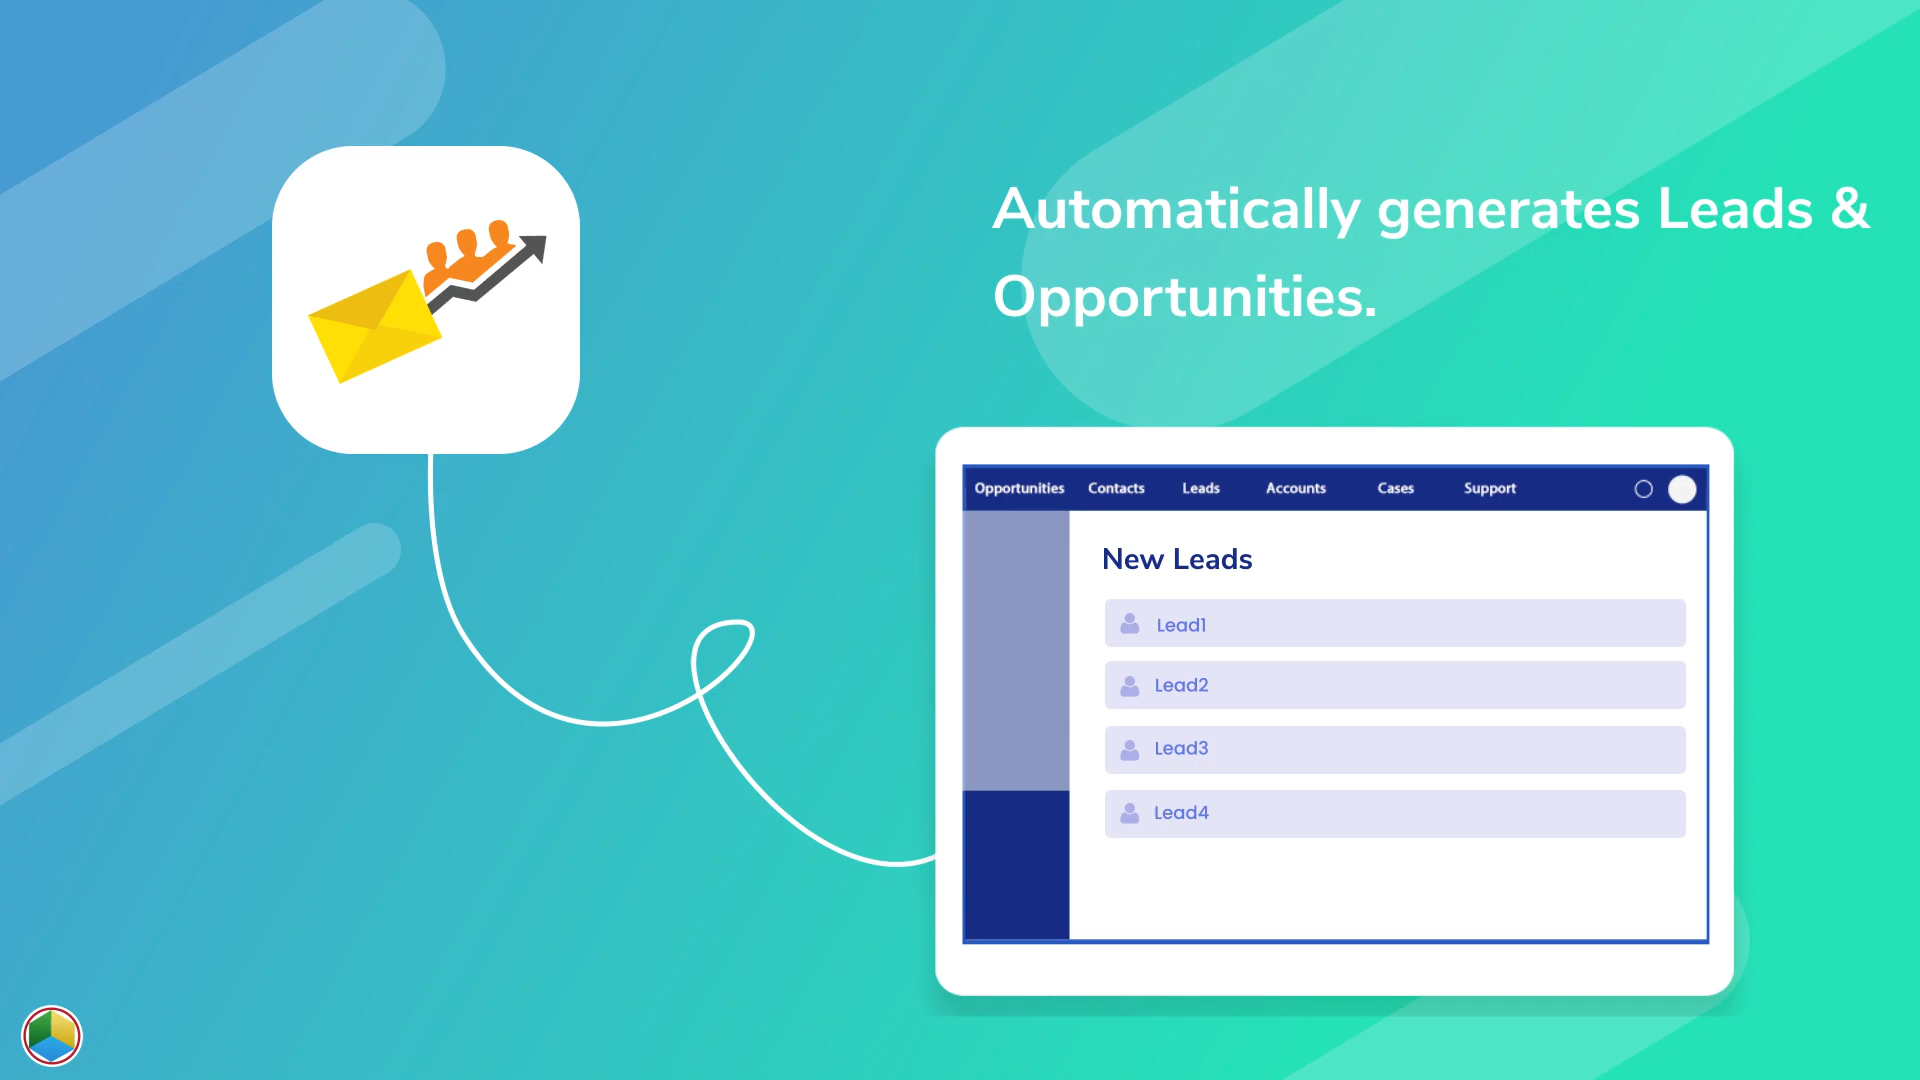 Automatically generates Leads &
Opportunities.
Opportunities Contacts Leads Accounts Cases Support
New Leads
Lead1
Lead2
Lead3
Lead4